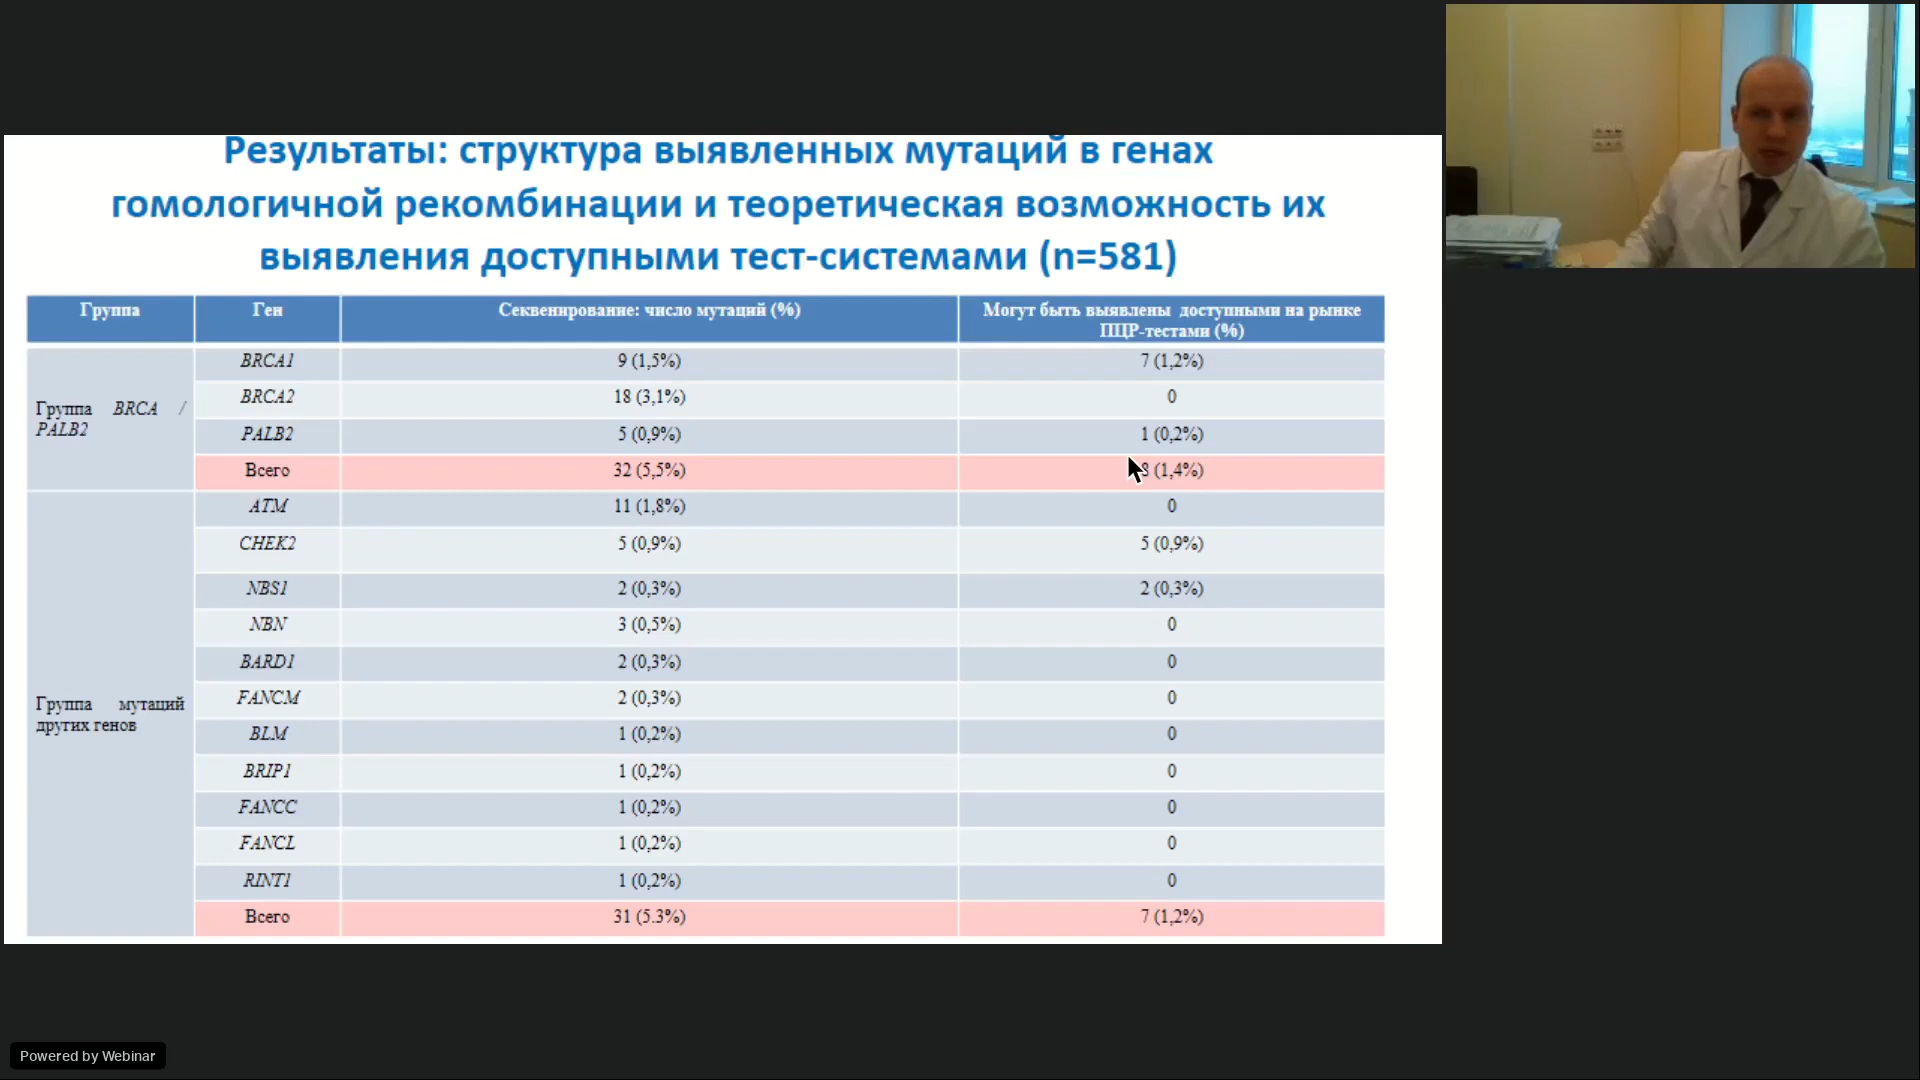 Результаты: структура выявленных мутаций в генах
гомологичной рекомбинации и теоретическая возможность их
выявления доступными тест-системами (n=581)
Группа Ген Секвенирование: число мутаций (%) Могут быть выявлены доступными на рынке
ПЦР-тестами (%)
BRCA1 9 (1,5%) 7 (1,2%)
BRCA2 18 (3,1%) 0
Группа BRCA /
PALB2
PALB2 5 (0,9%) 1 (0,2%)
Всего 32 (5,5%) 8 (1,4%)
ATM 11 (1,8%) 0
CHEK2 5 (0,9%) 5 (0,9%)
NBS1 2 (0,3%) 2 (0,3%)
NBN 3 (0,5%) 0
BARD1 2 (0,3%) 0
FANCM 2 (0,3%) 0
Группа мутаций
других генов
BLM 1 (0,2%) 0
BRIP1 1 (0,2%) 0
FANCC 1 (0,2%) 0
FANCL 1 (0,2%) 0
RINT1 1 (0,2%) 0
Всего 31 (5.3%) 7 (1,2%)
Powered by Webinar